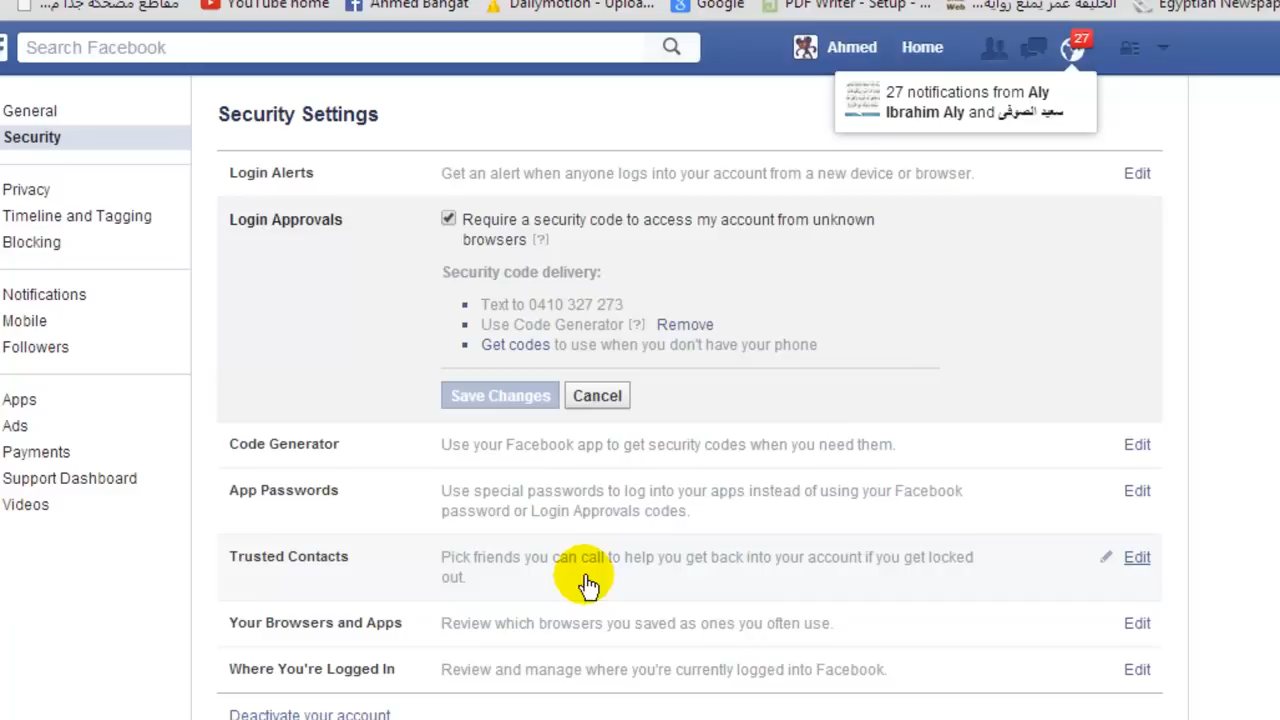 مقاطع مضحكة جدا م...
YouTube home
Ahmed Bangat
Dailymotion - Uploa...
Google
PDF Writer - Setup - ...
الخليفة عمر يمنع رواية...
Egyptian Newspap
Search Facebook
Ahmed
Home
27
27 notifications from Aly
Ibrahim Aly and سعيد الصوفى
General
Security
Privacy
Timeline and Tagging
Blocking
Notifications
Mobile
Followers
Apps
Ads
Payments
Support Dashboard
Videos
Security Settings
Login Alerts Get an alert when anyone logs into your account from a new device or browser. Edit
Login Approvals Require a security code to access my account from unknown
browsers [?]
Security code delivery:
Text to 0410 327 273
Use Code Generator [?] Remove
Get codes to use when you don't have your phone
Save Changes Cancel
Code Generator Use your Facebook app to get security codes when you need them. Edit
App Passwords Use special passwords to log into your apps instead of using your Facebook Edit
password or Login Approvals codes.
Trusted Contacts Pick friends you can call to help you get back into your account if you get locked Edit
out.
Your Browsers and Apps Review which browsers you saved as ones you often use. Edit
Where You're Logged In Review and manage where you're currently logged into Facebook. Edit
Deactivate your account